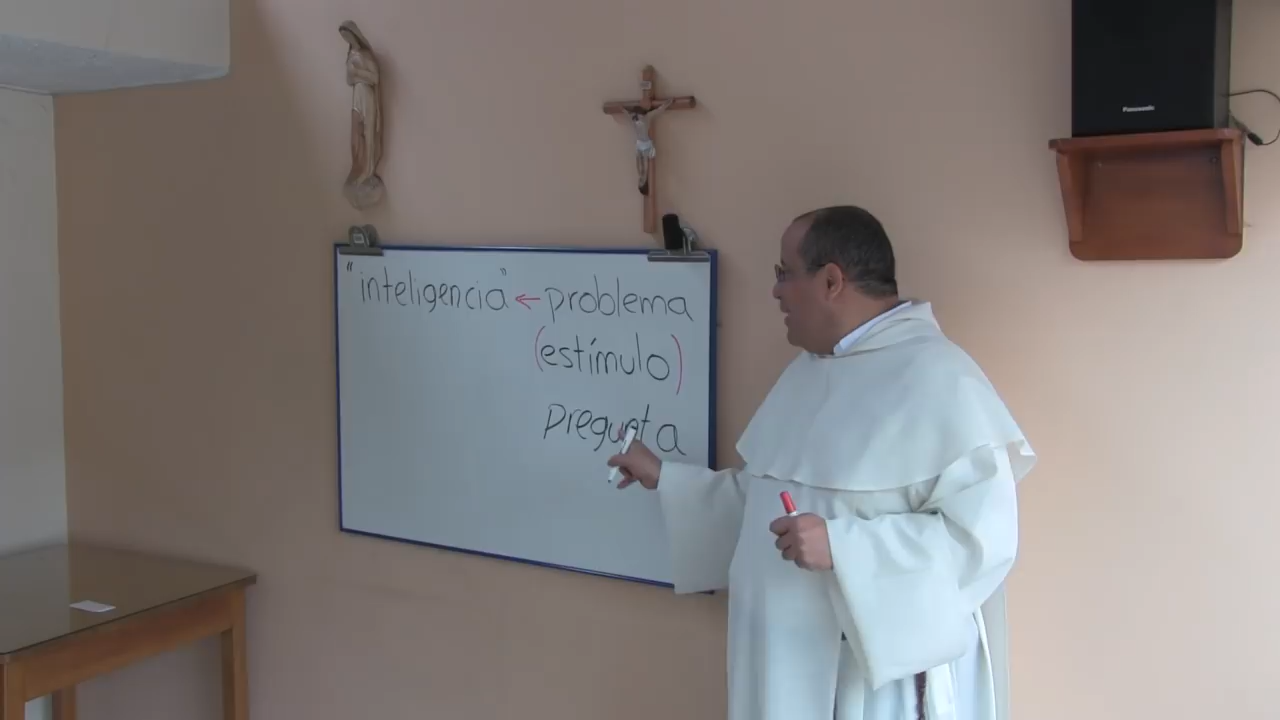 "inteligencia" ← problema
(estímulo)
Pregunta
Panasonic